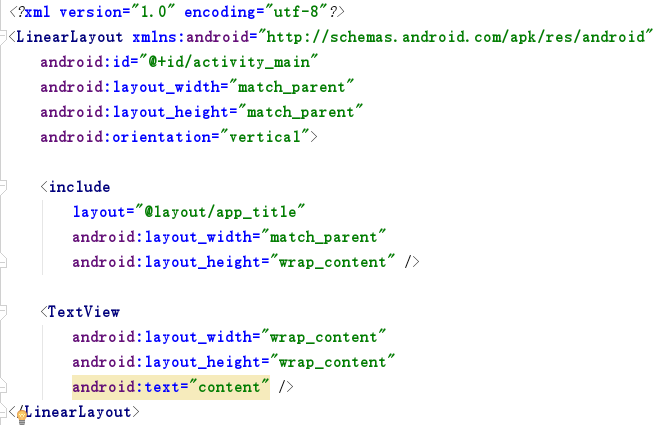 <?xml version="1.0" encoding="utf-8"?>
<LinearLayout xmlns:android="http://schemas.android.com/apk/res/android"
    android:id="@+id/activity_main"
    android:layout_width="match_parent"
    android:layout_height="match_parent"
    android:orientation="vertical">

    <include
        layout="@layout/app_title"
        android:layout_width="match_parent"
        android:layout_height="wrap_content" />

    <TextView
        android:layout_width="wrap_content"
        android:layout_height="wrap_content"
        android:text="content" />
</LinearLayout>